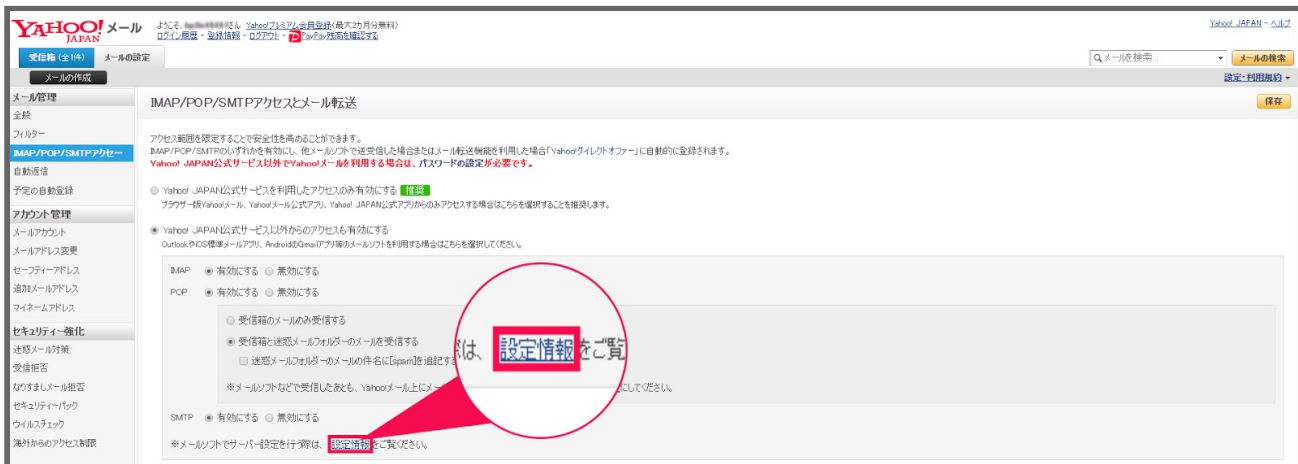 YAHOO! メール
JAPAN
ようこそ、さん Yahoo!プレミアム会員登録(最大2か月分無料)
ログイン履歴 - 登録情報 - ログアウト - PayPay残高を確認する
Yahoo! JAPAN - ヘルプ
受信箱(全1件) メールの設定
メールを検索... メールの検索
メールの作成
設定・利用規約
メール管理
全般
フィルター
IMAP/POP/SMTPアクセー
自動返信
予定の自動登録
アカウント管理
メールアカウント
メールアドレス変更
セーフティーアドレス
追加メールアドレス
マイネームアドレス
セキュリティー強化
迷惑メール対策
受信拒否
なりすましメール拒否
セキュリティーパック
ウイルスチェック
海外からのアクセス制限
IMAP/POP/SMTPアクセスとメール転送
保存
アクセス範囲を限定することで安全性を高めることができます。
IMAP/POP/SMTPのいずれかを有効にし、他メールソフトで送受信した場合またはメール転送機能を利用した場合「Yahoo!ダイレクトオファー」に自動的に登録されます。
Yahoo! JAPAN公式サービス以外でYahoo!メールを利用する場合は、パスワードの設定が必要です。
Yahoo! JAPAN公式サービスを利用したアクセスのみ有効にする 推奨
ブラウザー版Yahoo!メール、Yahoo!メール公式アプリ、Yahoo! JAPAN公式アプリからのみアクセスする場合はこちらを選択することを推奨します。
Yahoo! JAPAN公式サービス以外からのアクセスも有効にする
OutlookやiOS標準メールアプリ、AndroidのGmailアプリ等のメールソフトを利用する場合はこちらを選択してください。
IMAP 有効にする 無効にする
POP 有効にする 無効にする
受信箱のメールのみ受信する
受信箱と迷惑メールフォルダーのメールを受信する
迷惑メールフォルダーのメールの件名に[spam]を追記す
※メールソフトなどで受信したあとも、Yahoo!メール上にメー にしてください。
は、設定情報をご覧
SMTP 有効にする 無効にする
※メールソフトでサーバー設定を行う際は、設定情報をご覧ください。